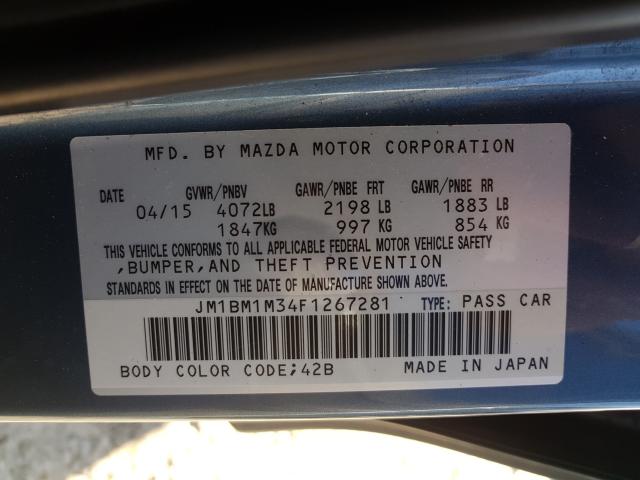 MFD. BY MAZDA MOTOR CORPORATION
DATE GVWR/PNBV GAWR/PNBE FRT GAWR/PNBE RR
04/15 4072LB 2198 LB 1883 LB
1847KG 997 KG 854 KG
THIS VEHICLE CONFORMS TO ALL APPLICABLE FEDERAL MOTOR VEHICLE SAFETY
,BUMPER,AND THEFT PREVENTION
STANDARDS IN EFFECT ON THE DATE OF MANUFACTURE SHOWN ABOVE.
JM1BM1M34F1267281 TYPE: PASS CAR
BODY COLOR CODE;42B MADE IN JAPAN